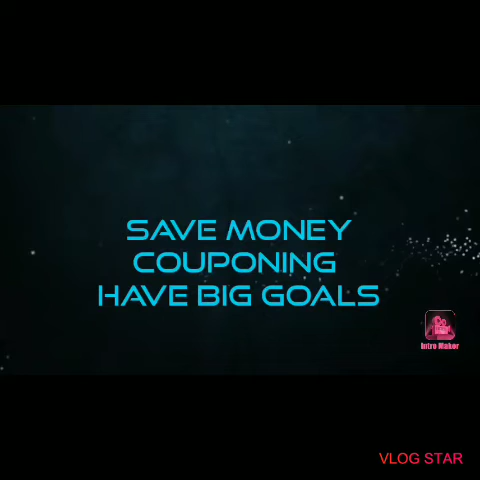 SAVE MONEY
COUPONING
HAVE BIG GOALS
Intro Maker
VLOG STAR